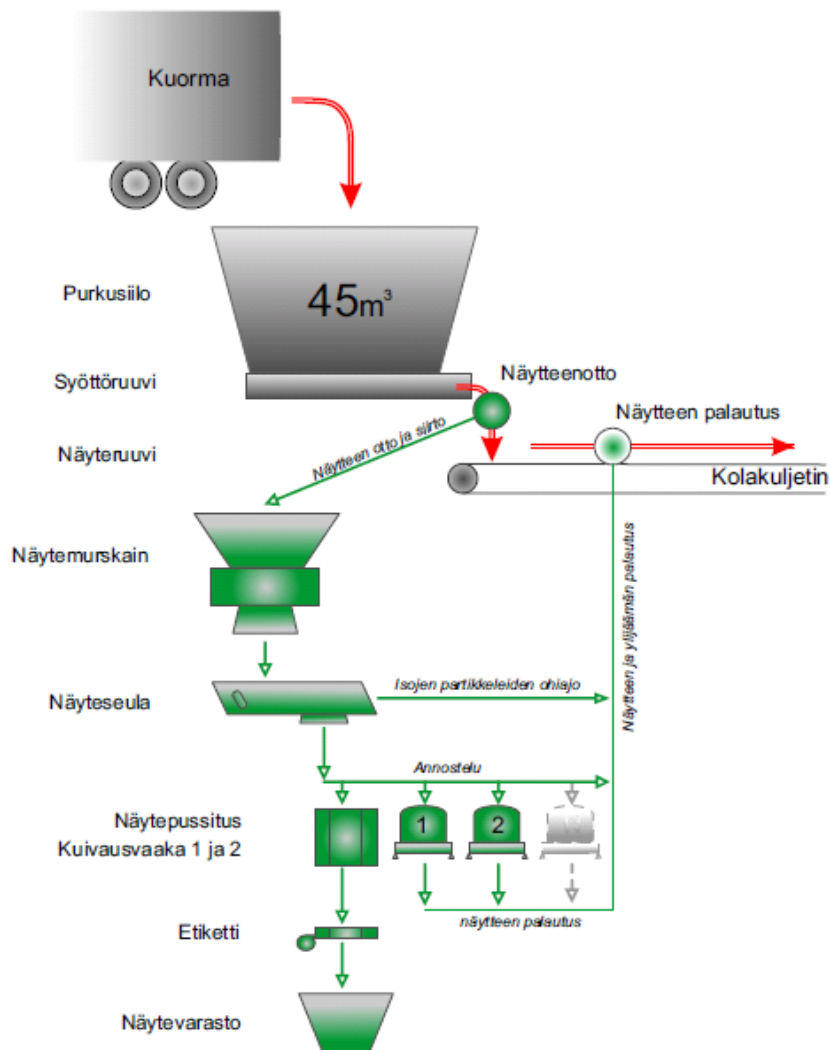 Kuorma
Purkusiilo
45m³
Syöttöruuvi
Näytteenotto
Näytteen palautus
Näyteruuvi
Näytteen otto ja siirto
Kolakuljetin
Näytemurskain
Näytteen ja ylijäämän palautus
Näyteseula
Isojen partikkeleiden ohiajo
Annostelu
Näytepussitus
Kuivausvaaka 1 ja 2
1
2
näytteen palautus
Etiketti
Näytevarasto